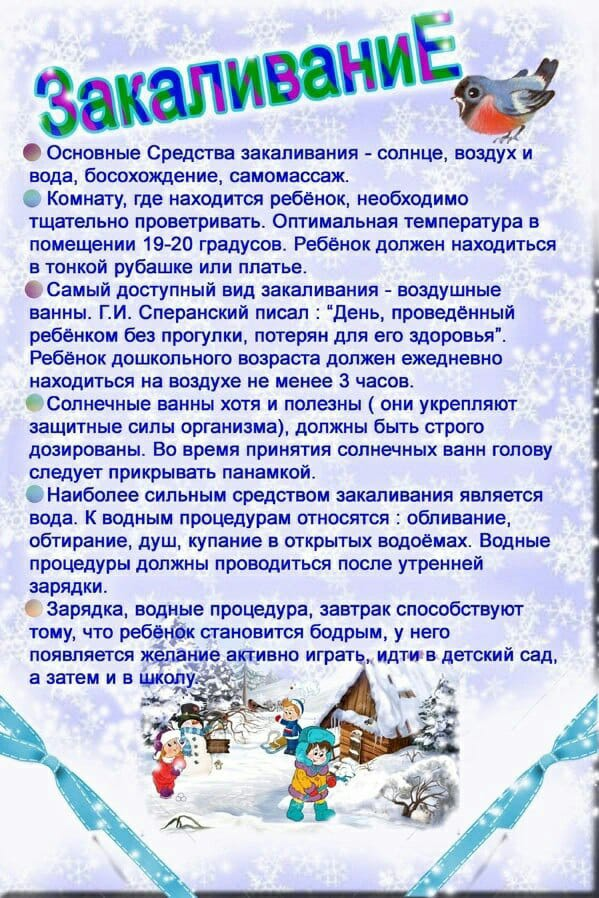 ЗакаливаниЕ
Основные Средства закаливания - солнце, воздух и
вода, босохождение, самомассаж.
Комнату, где находится ребёнок, необходимо
тщательно проветривать. Оптимальная температура в
помещении 19-20 градусов. Ребёнок должен находиться
в тонкой рубашке или платье.
Самый доступный вид закаливания - воздушные
ванны. Г.И. Сперанский писал : "День, проведённый
ребёнком без прогулки, потерян для его здоровья".
Ребёнок дошкольного возраста должен ежедневно
находиться на воздухе не менее 3 часов.
Солнечные ванны хотя и полезны ( они укрепляют
защитные силы организма), должны быть строго
дозированы. Во время принятия солнечных ванн голову
следует прикрывать панамкой.
Наиболее сильным средством закаливания является
вода. К водным процедурам относятся : обливание,
обтирание, душ, купание в открытых водоёмах. Водные
процедуры должны проводиться после утренней
зарядки.
Зарядка, водные процедура, завтрак способствуют
тому, что ребёнок становится бодрым, у него
появляется желание активно играть, идти в детский сад,
а затем и в школу.